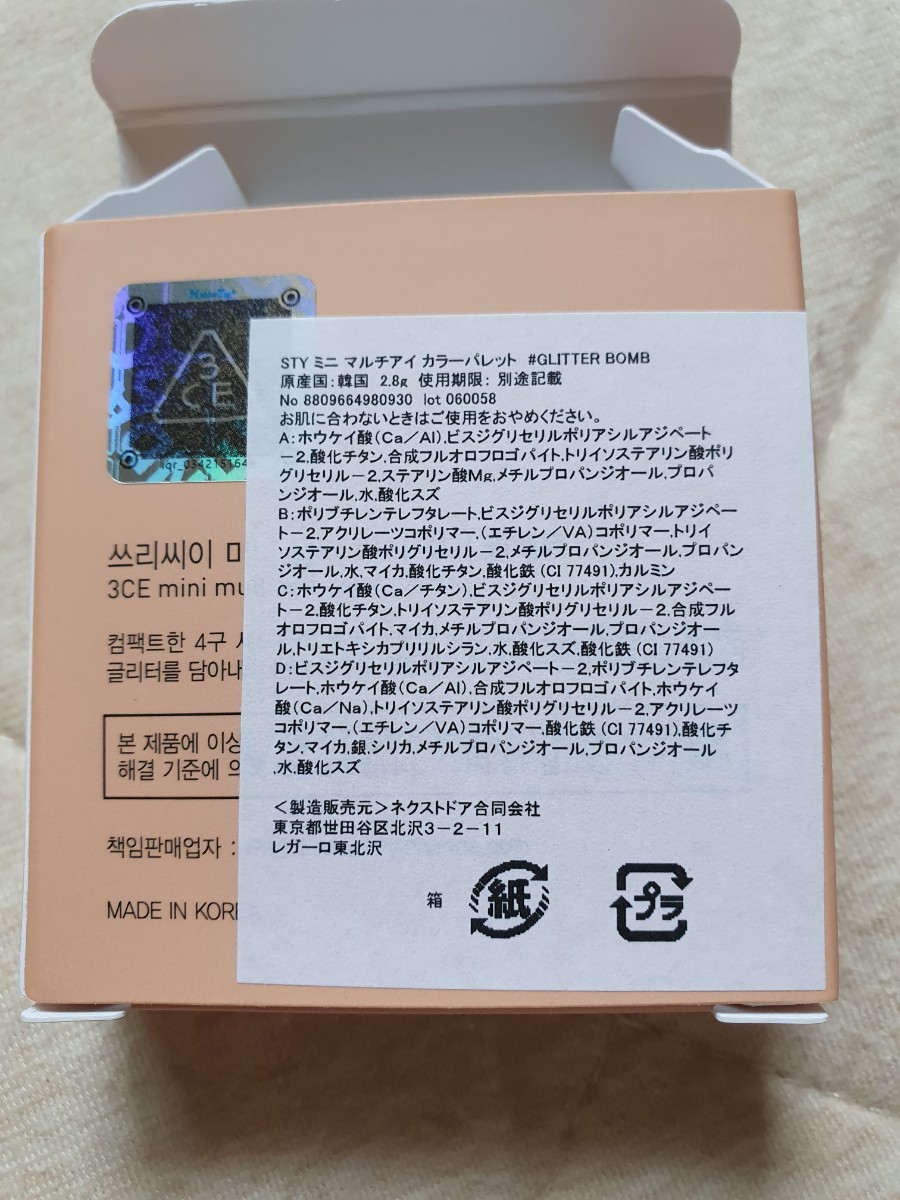 3
CE
STY ミニ マルチアイ カラーパレット #GLITTER BOMB
原産国:韓国 2.8g 使用期限: 別途記載
No 8809664980930 lot 060058
お肌に合わないときはご使用をおやめください。
A:ホウケイ酸(Ca/Al),ビスジグリセリルポリアシルアジペート
-2,酸化チタン,合成フルオロフロゴパイト,トリイソステアリン酸ポリ
グリセリル-2,ステアリン酸Mg,メチルプロパンジオール,プロパ
ンジオール,水,酸化スズ
B:ポリブチレンテレフタレート,ビスジグリセリルポリアシルアジペー
ト-2,アクリレーツコポリマー,(エチレン/VA)コポリマー,トリイ
ソステアリン酸ポリグリセリル-2,メチルプロパンジオール,プロパン
ジオール,水,マイカ,酸化チタン,酸化鉄 (CI 77491),カルミン
C:ホウケイ酸(Ca/チタン),ビスジグリセリルポリアシルアジペー
ト-2,酸化チタン,トリイソステアリン酸ポリグリセリル-2,合成フル
オロフロゴパイト,マイカ,メチルプロパンジオール,プロパンジオー
ル,トリエトキシカプリリルシラン,水,酸化スズ,酸化鉄 (CI 77491)
D:ビスジグリセリルポリアシルアジペート-2,ポリブチレンテレフタ
レート,ホウケイ酸(Ca/Al),合成フルオロフロゴパイト,ホウケイ
酸(Ca/Na),トリイソステアリン酸ポリグリセリル-2,アクリレーツ
コポリマー,(エチレン/VA)コポリマー,酸化鉄 (CI 77491),酸化チ
タン,マイカ,銀,シリカ,メチルプロパンジオール,プロパンジオール
,水,酸化スズ
<製造販売元>ネクストドア合同会社
東京都世田谷区北沢3-2-11
レガーロ東北沢
箱 紙 プラ
쓰리씨이 미
3CE mini mu
컴팩트한 4구
글리터를 담아내
본 제품에 이상
해결 기준에 의
책임판매업자 :
MADE IN KOR